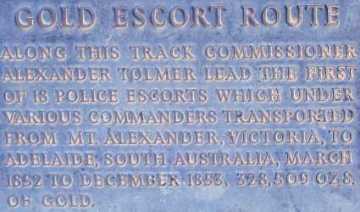 GOLD ESCORT ROUTE
ALONG THIS TRACK COMMISSIONER
ALEXANDER TOLMER LEAD THE FIRST
OF 18 POLICE ESCORTS WHICH UNDER
VARIOUS COMMANDERS TRANSPORTED
FROM MT. ALEXANDER, VICTORIA, TO
ADELAIDE, SOUTH AUSTRALIA, MARCH
1852 TO DECEMBER 1853, 328,509 OZS.
OF GOLD.